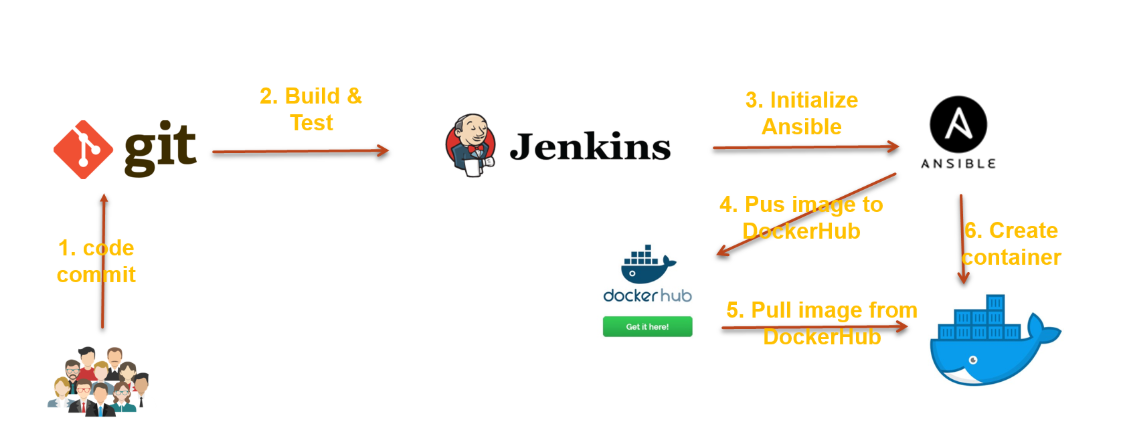 2. Build &
Test
3. Initialize
Ansible
git
Jenkins
ANSIBLE
4. Pus image to
DockerHub
1. code
commit
6. Create
container
dockerhub
Get it here!
5. Pull image from
DockerHub